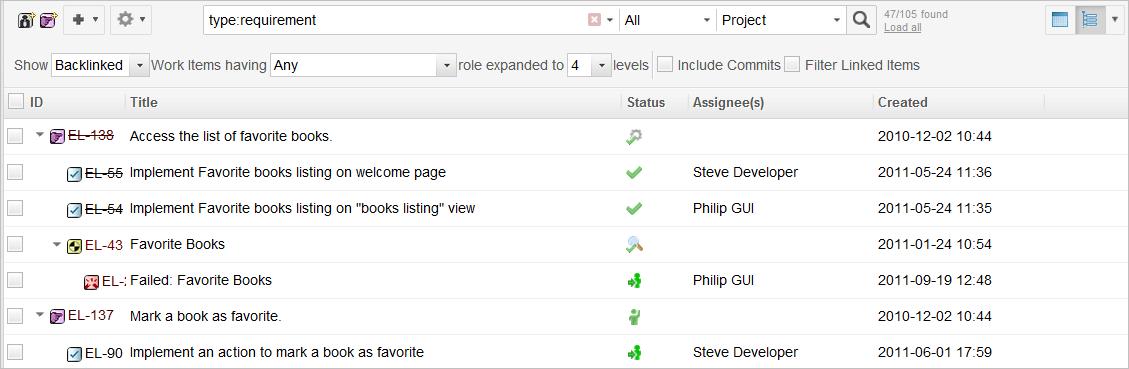 type:requirement All Project 47/105 found
Load all
Show Backlinked Work Items having Any role expanded to 4 levels Include Commits Filter Linked Items
ID Title Status Assignee(s) Created
EL-138 Access the list of favorite books. 2010-12-02 10:44
EL-55 Implement Favorite books listing on welcome page Steve Developer 2011-05-24 11:36
EL-54 Implement Favorite books listing on "books listing" view Philip GUI 2011-05-24 11:35
EL-43 Favorite Books 2011-01-24 10:54
EL- Failed: Favorite Books Philip GUI 2011-09-19 12:48
EL-137 Mark a book as favorite. 2010-12-02 10:44
EL-90 Implement an action to mark a book as favorite Steve Developer 2011-06-01 17:59